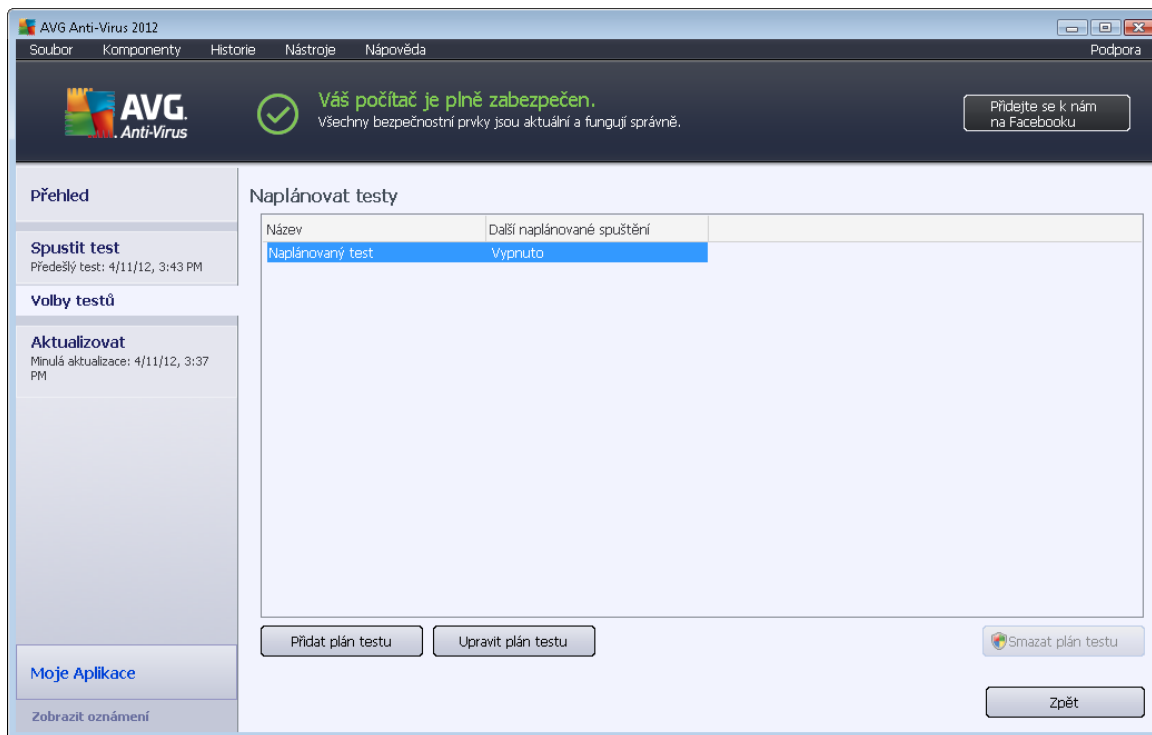 AVG Anti-Virus 2012
Soubor Komponenty Historie Nástroje Nápověda Podpora
AVG.
Anti-Virus
Váš počítač je plně zabezpečen.
Všechny bezpečnostní prvky jsou aktuální a fungují správně.
Přidejte se k nám
na Facebooku
Přehled
Spustit test
Předešlý test: 4/11/12, 3:43 PM
Volby testů
Aktualizovat
Minulá aktualizace: 4/11/12, 3:37
PM
Moje Aplikace
Zobrazit oznámení
Naplánovat testy
Název Další naplánované spuštění
Naplánovaný test Vypnuto
Přidat plán testu Upravit plán testu Smazat plán testu
Zpět